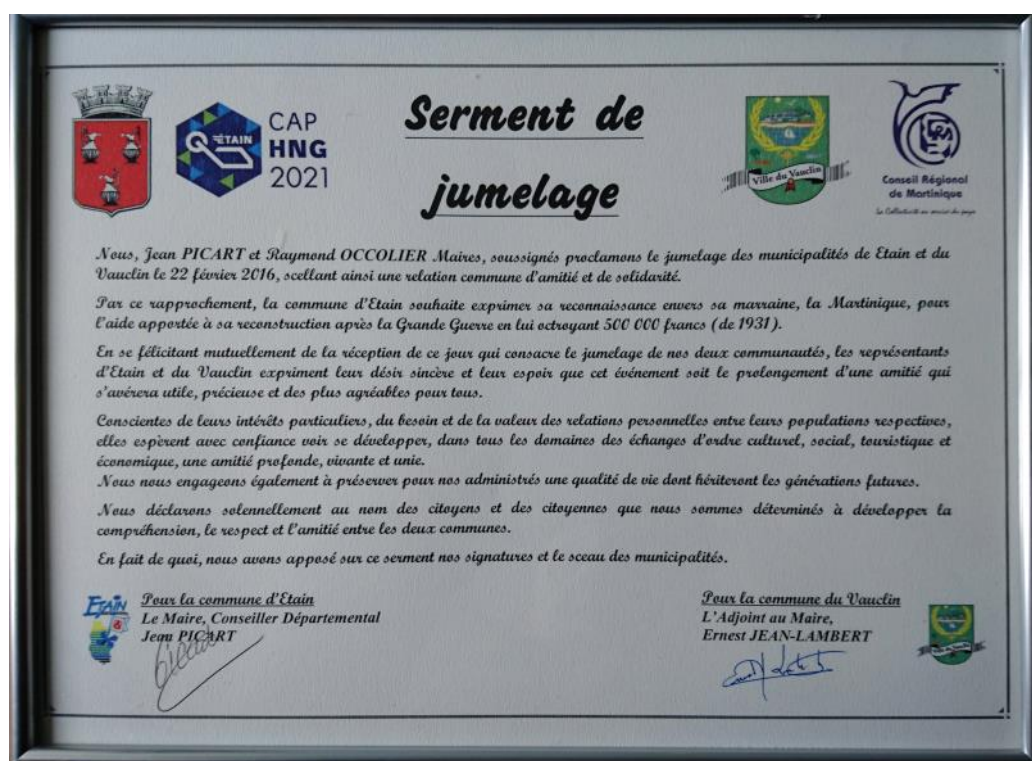 Serment de
jumelage
ETAIN
CAP
HNG
2021
Ville du Vauclin
Conseil Régional
de Martinique
La Collectivité au service du pays
Nous, Jean PICART et Raymond OCCOLIER Maires, soussignés proclamons le jumelage des municipalités de Etain et du
Vauclin le 22 février 2016, scellant ainsi une relation commune d'amitié et de solidarité.
Par ce rapprochement, la commune d'Etain souhaite exprimer sa reconnaissance envers sa marraine, la Martinique, pour
l'aide apportée à sa reconstruction après la Grande Guerre en lui octroyant 500 000 francs (de 1931).
En se félicitant mutuellement de la réception de ce jour qui consacre le jumelage de nos deux communautés, les représentants
d'Etain et du Vauclin expriment leur désir sincère et leur espoir que cet événement soit le prolongement d'une amitié qui
s'avérera utile, précieuse et des plus agréables pour tous.
Conscientes de leurs intérêts particuliers, du besoin et de la valeur des relations personnelles entre leurs populations respectives,
elles espèrent avec confiance voir se développer, dans tous les domaines des échanges d'ordre culturel, social, touristique et
économique, une amitié profonde, vivante et unie.
Nous nous engageons également à préserver pour nos administrés une qualité de vie dont hériteront les générations futures.
Nous déclarons solennellement au nom des citoyens et des citoyennes que nous sommes déterminés à développer la
compréhension, le respect et l'amitié entre les deux communes.
En fait de quoi, nous avons apposé sur ce serment nos signatures et le sceau des municipalités.
ETAIN
Pour la commune d'Etain
Le Maire, Conseiller Départemental
Jean PICART
Pour la commune du Vauclin
L'Adjoint au Maire,
Ernest JEAN-LAMBERT
Ville du Vauclin